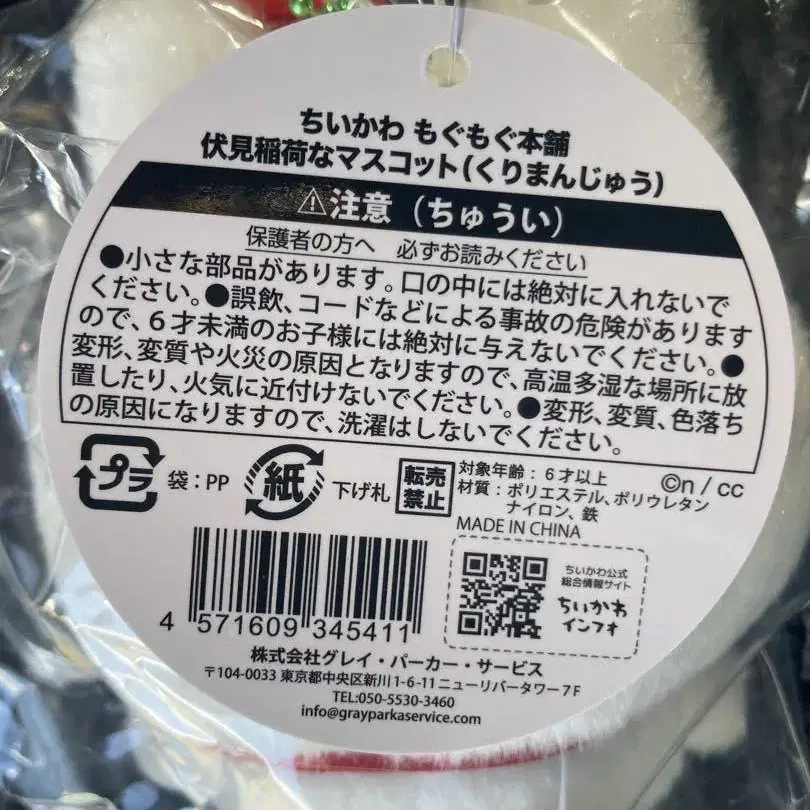 ちいかわ もぐもぐ本舗
伏見稲荷なマスコット(くりまんじゅう)
⚠注意 (ちゅうい)
保護者の方へ 必ずお読みください
●小さな部品があります。口の中には絶対に入れないで
ください。●誤飲、コードなどによる事故の危険があります
ので、6才未満のお子様には絶対に与えないでください。●
変形、変質や火災の原因となりますので、高温多湿な場所に放
置したり、火気に近付けないでください。●変形、変質、色落ち
の原因になりますので、洗濯はしないでください。
プラ 袋:PP 紙 下げ札
転売
禁止
対象年齢:6才以上
材質:ポリエステル、ポリウレタン
ナイロン、鉄
MADE IN CHINA
©n / cc
4 571609 345411
ちいかわ公式
総合情報サイト
ちいかわ
インフォ
株式会社グレイ・パーカー・サービス
〒104-0033 東京都中央区新川1-6-11 ニューリバータワー7F
TEL:050-5530-3460
info@grayparkaservice.com